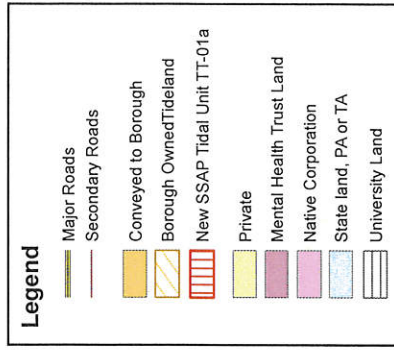 Legend
Major Roads
Secondary Roads
Conveyed to Borough
Borough OwnedTideland
New SSAP Tidal Unit TT-01a
Private
Mental Health Trust Land
Native Corporation
State land, PA or TA
University Land